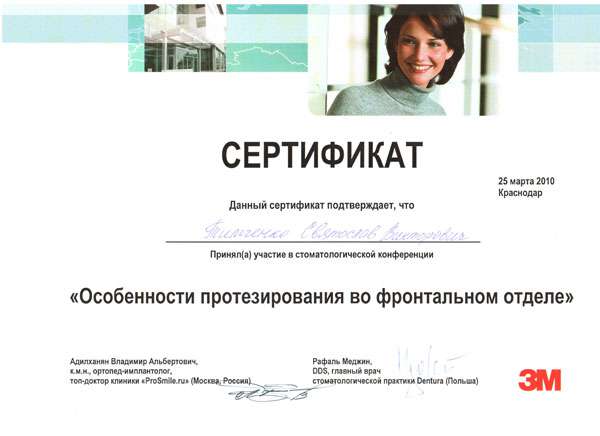 СЕРТИФИКАТ
25 марта 2010
Краснодар
Данный сертификат подтверждает, что
Тимченко Святослав Викторович
Принял(а) участие в стоматологической конференции
«Особенности протезирования во фронтальном отделе»
Адилханян Владимир Альбертович,
к.м.н., ортопед-имплантолог,
топ-доктор клиники «ProSmile.ru» (Москва, Россия)
Рафаль Меджин,
DDS, главный врач
стоматологической практики Dentura (Польша)
3M